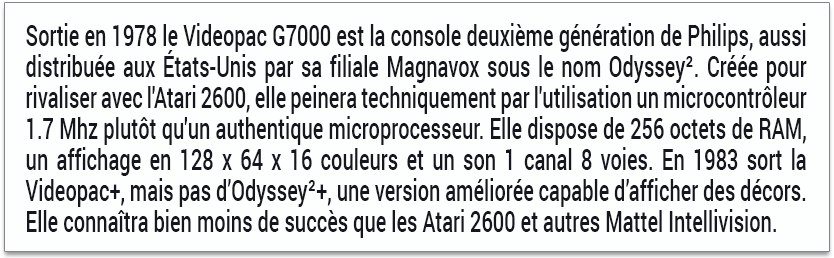 Sortie en 1978 le Videopac G7000 est la console deuxième génération de Philips, aussi
distribuée aux États-Unis par sa filiale Magnavox sous le nom Odyssey². Créée pour
rivaliser avec l'Atari 2600, elle peinera techniquement par l'utilisation un microcontrôleur
1.7 Mhz plutôt qu'un authentique microprocesseur. Elle dispose de 256 octets de RAM,
un affichage en 128 x 64 x 16 couleurs et un son 1 canal 8 voies. En 1983 sort la
Videopac+, mais pas d’Odyssey²+, une version améliorée capable d’afficher des décors.
Elle connaîtra bien moins de succès que les Atari 2600 et autres Mattel Intellivision.